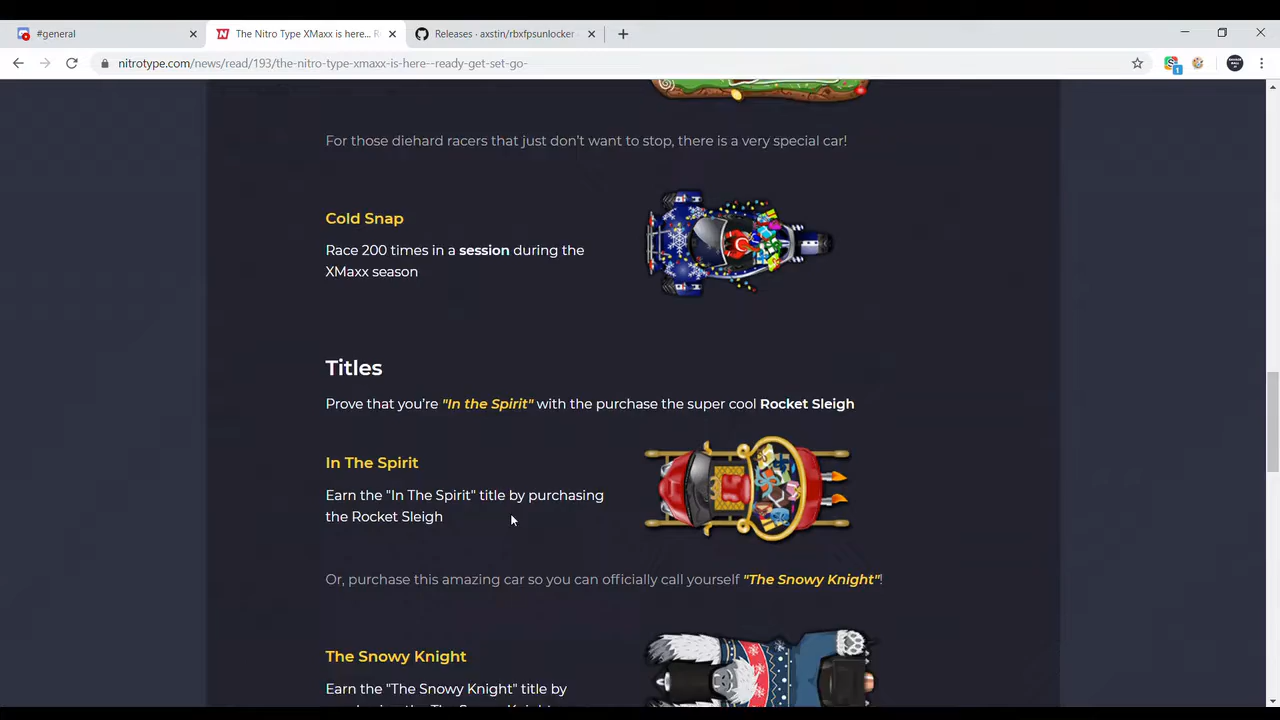 #general
The Nitro Type XMaxx is here... R
Releases · axstin/rbxfpsunlocker
nitrotype.com/news/read/193/the-nitro-type-xmaxx-is-here--ready-get-set-go-
1
For those diehard racers that just don't want to stop, there is a very special car!
Cold Snap
Race 200 times in a session during the
XMaxx season
Titles
Prove that you're "In the Spirit" with the purchase the super cool Rocket Sleigh
In The Spirit
Earn the "In The Spirit" title by purchasing
the Rocket Sleigh
Or, purchase this amazing car so you can officially call yourself "The Snowy Knight"!
The Snowy Knight
Earn the "The Snowy Knight" title by